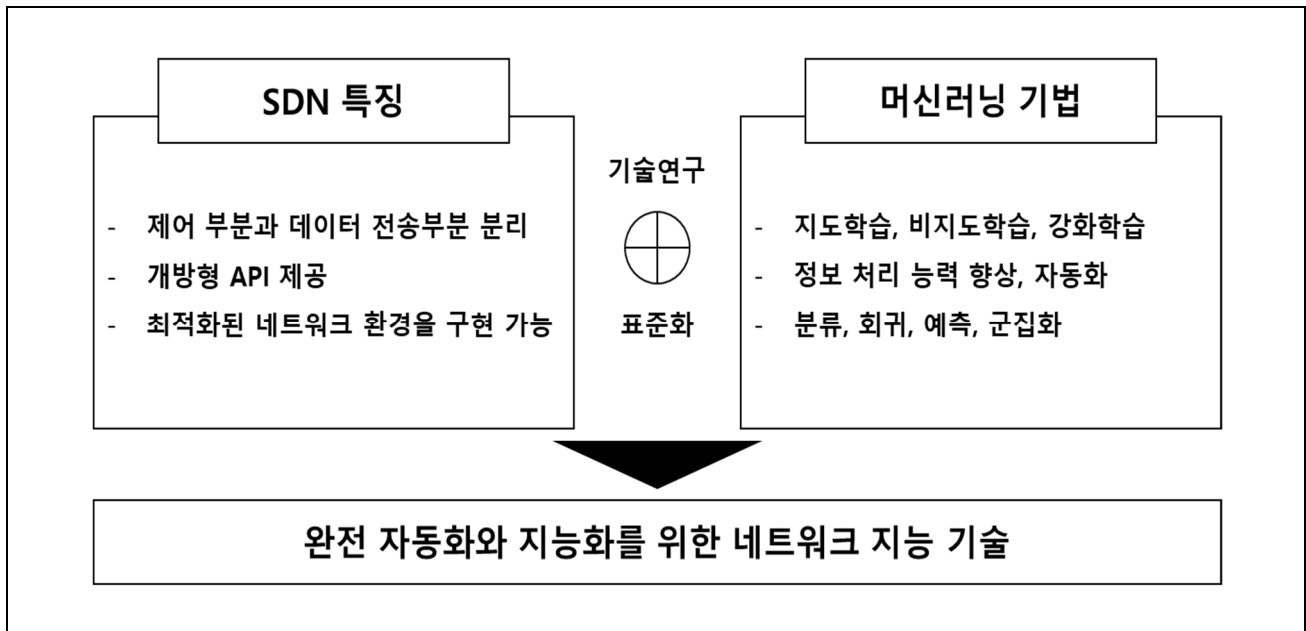 SDN 특징
- 제어 부분과 데이터 전송부분 분리
- 개방형 API 제공
- 최적화된 네트워크 환경을 구현 가능
기술연구
표준화
머신러닝 기법
- 지도학습, 비지도학습, 강화학습
- 정보 처리 능력 향상, 자동화
- 분류, 회귀, 예측, 군집화
완전 자동화와 지능화를 위한 네트워크 지능 기술